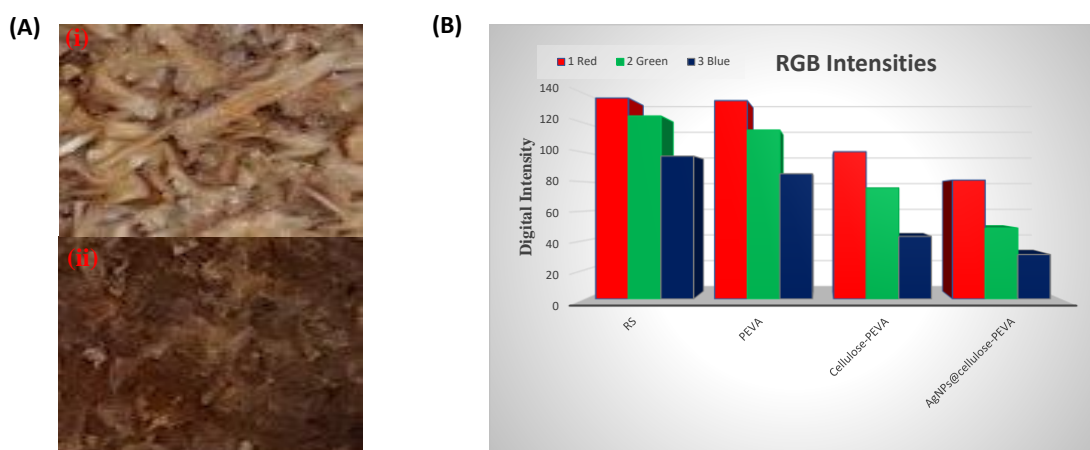 (A)
(i)
(ii)
(B)
1 Red 2 Green 3 Blue
RGB Intensities
Digital Intensity
140
120
100
80
60
40
20
0
RS
PEVA
Cellulose-PEVA
AgNPs@cellulose-PEVA